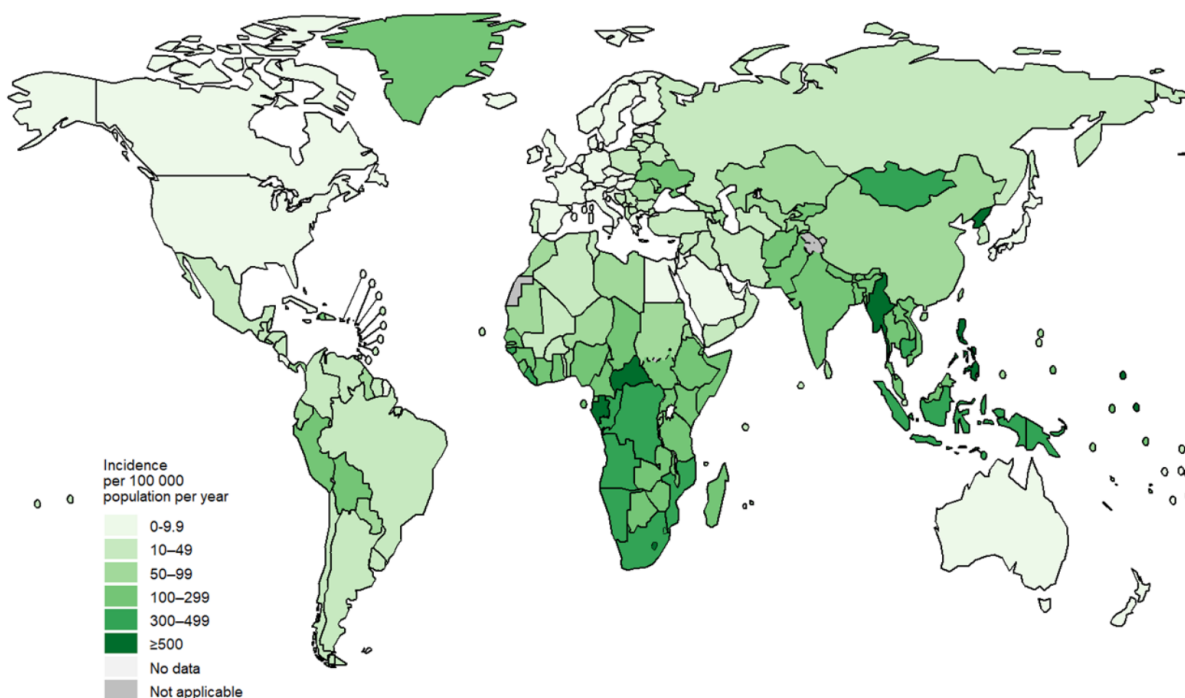 Incidence
per 100 000
population per year
0-9.9
10–49
50–99
100–299
300–499
≥500
No data
Not applicable